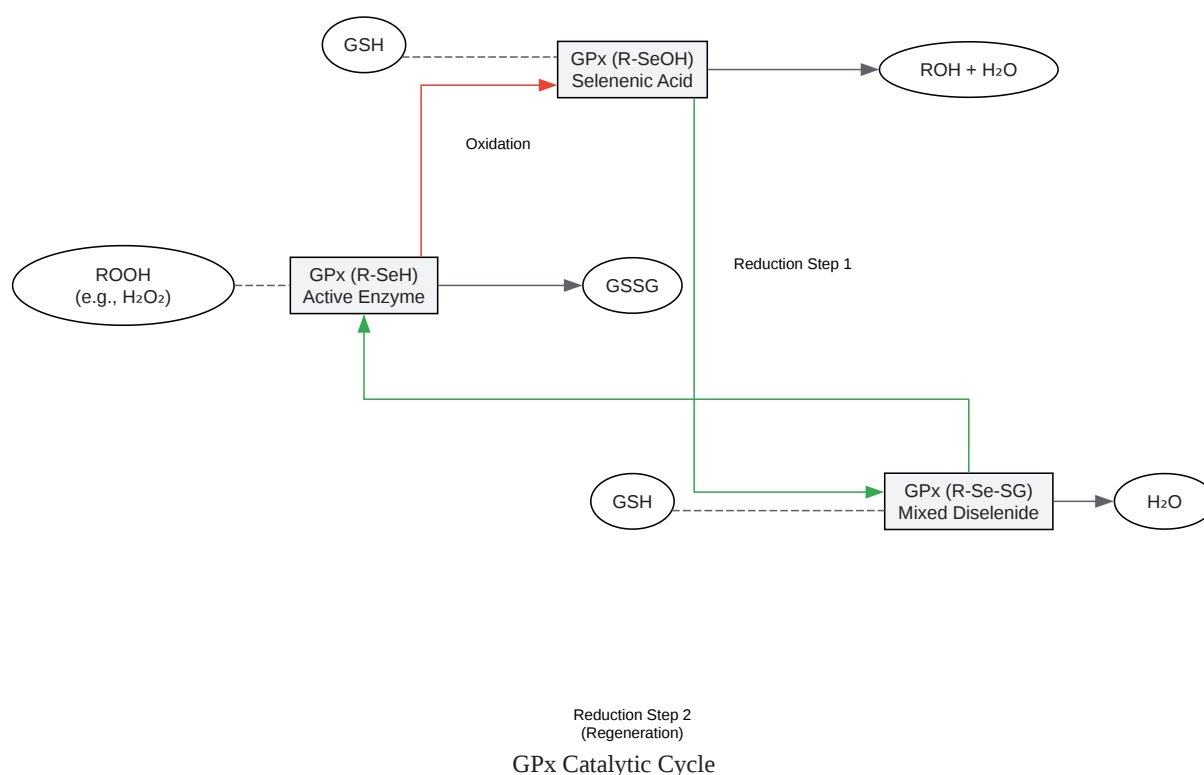 GSH
GPx (R-SeOH)
Selenenic Acid
ROH + H₂O
Oxidation
Reduction Step 1
ROOH
(e.g., H₂O₂)
GPx (R-SeH)
Active Enzyme
GSSG
GSH
GPx (R-Se-SG)
Mixed Diselenide
H₂O
Reduction Step 2
(Regeneration)
GPx Catalytic Cycle